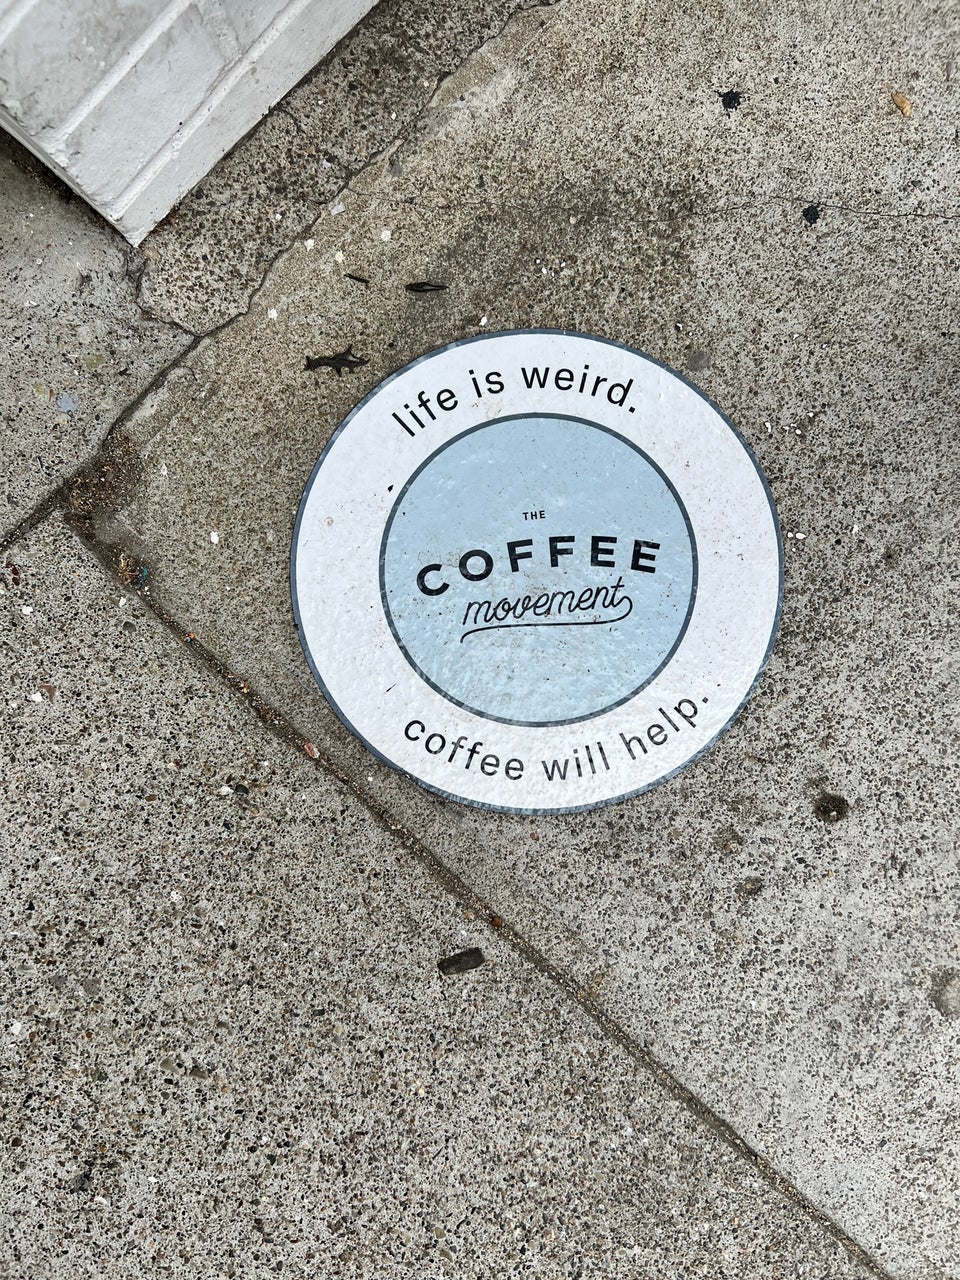 life is weird.
THE
COFFEE
movement
coffee will help.